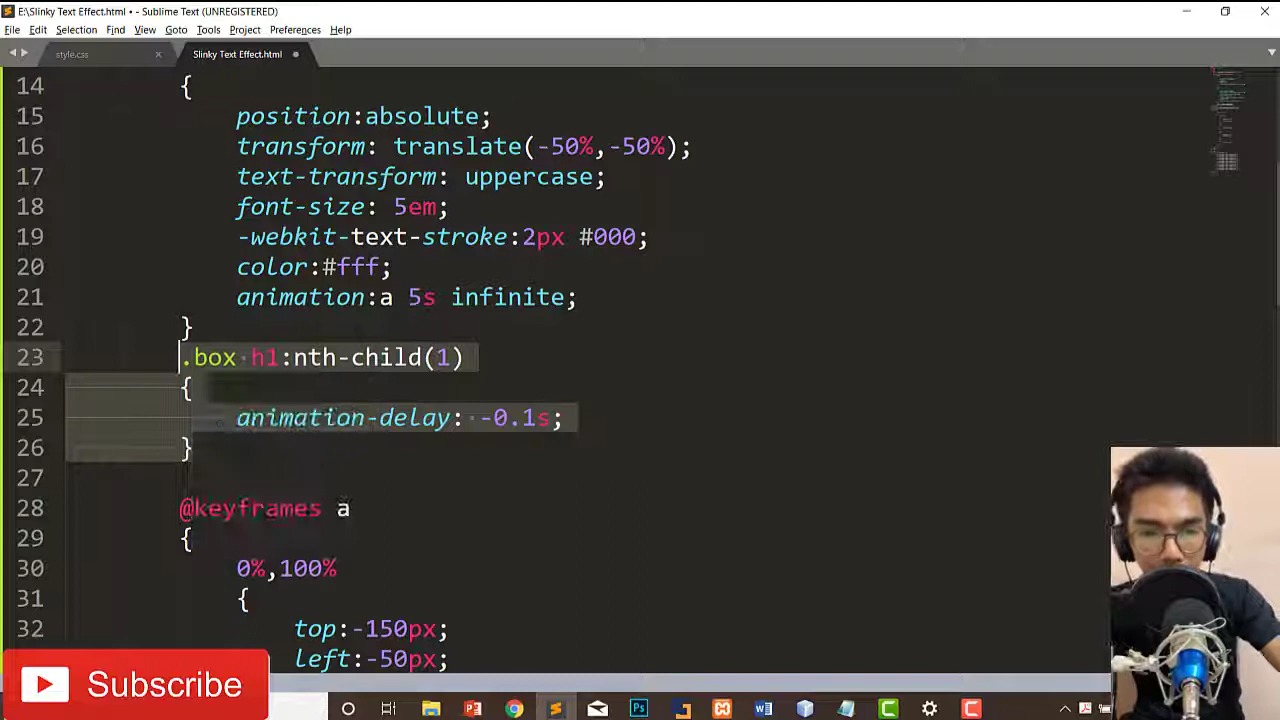 E:\Slinky Text Effect.html • - Sublime Text (UNREGISTERED)
File Edit Selection Find View Goto Tools Project Preferences Help
style.css × Slinky Text Effect.html
14 {
15 position:absolute;
16 transform: translate(-50%,-50%);
17 text-transform: uppercase;
18 font-size: 5em;
19 -webkit-text-stroke:2px #000;
20 color:#fff;
21 animation:a 5s infinite;
22 }
23 .box h1:nth-child(1)
24 {
25 animation-delay: -0.1s;
26 }
27
28 @keyframes a
29 {
30 0%,100%
31 {
32 top:-150px;
left:-50px;
Subscribe